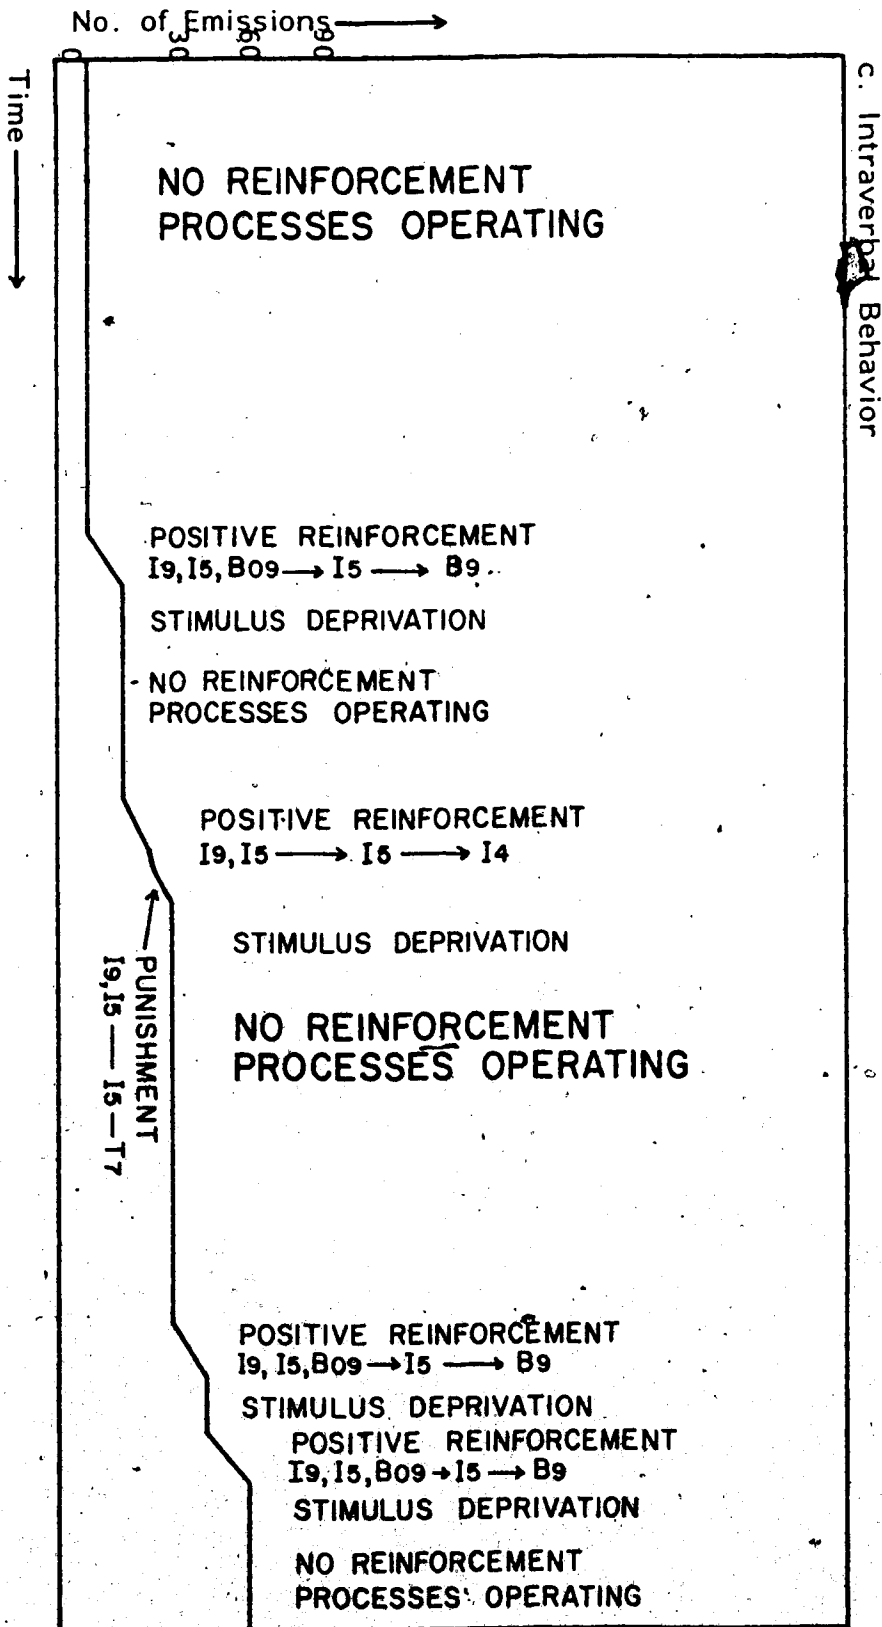 No. of Emissions
0 30 60 90
Time
c. Intraverbal Behavior
NO REINFORCEMENT
PROCESSES OPERATING
POSITIVE REINFORCEMENT
I9, I5, B09 → I5 → B9
STIMULUS DEPRIVATION
NO REINFORCEMENT
PROCESSES OPERATING
POSITIVE REINFORCEMENT
I9, I5 → I5 → I4
PUNISHMENT
I9, I5 — I5 — T7
STIMULUS DEPRIVATION
NO REINFORCEMENT
PROCESSES OPERATING
POSITIVE REINFORCEMENT
I9, I5, B09 → I5 → B9
STIMULUS DEPRIVATION
POSITIVE REINFORCEMENT
I9, I5, B09 → I5 → B9
STIMULUS DEPRIVATION
NO REINFORCEMENT
PROCESSES OPERATING